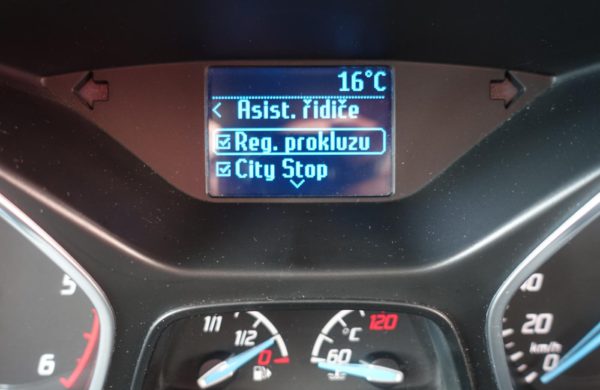 16°C
< Asist. řidiče
Reg. prokluzu
City Stop
5
6
1/1
1/2
0
°C
120
60
40
20
km/h
0